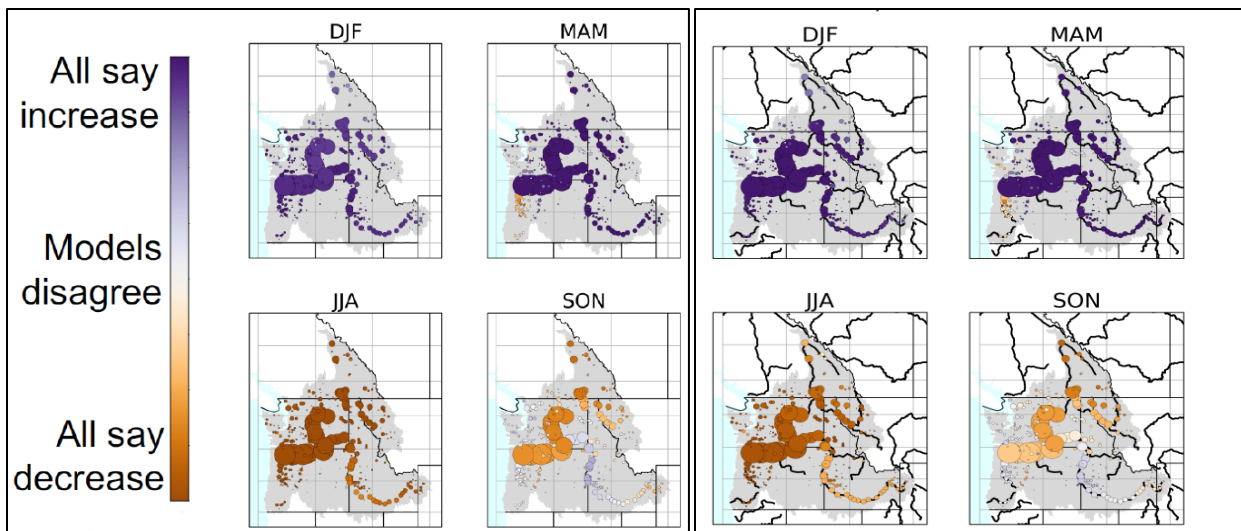 All say
increase
Models
disagree
All say
decrease
DJF
MAM
JJA
SON
DJF
MAM
JJA
SON